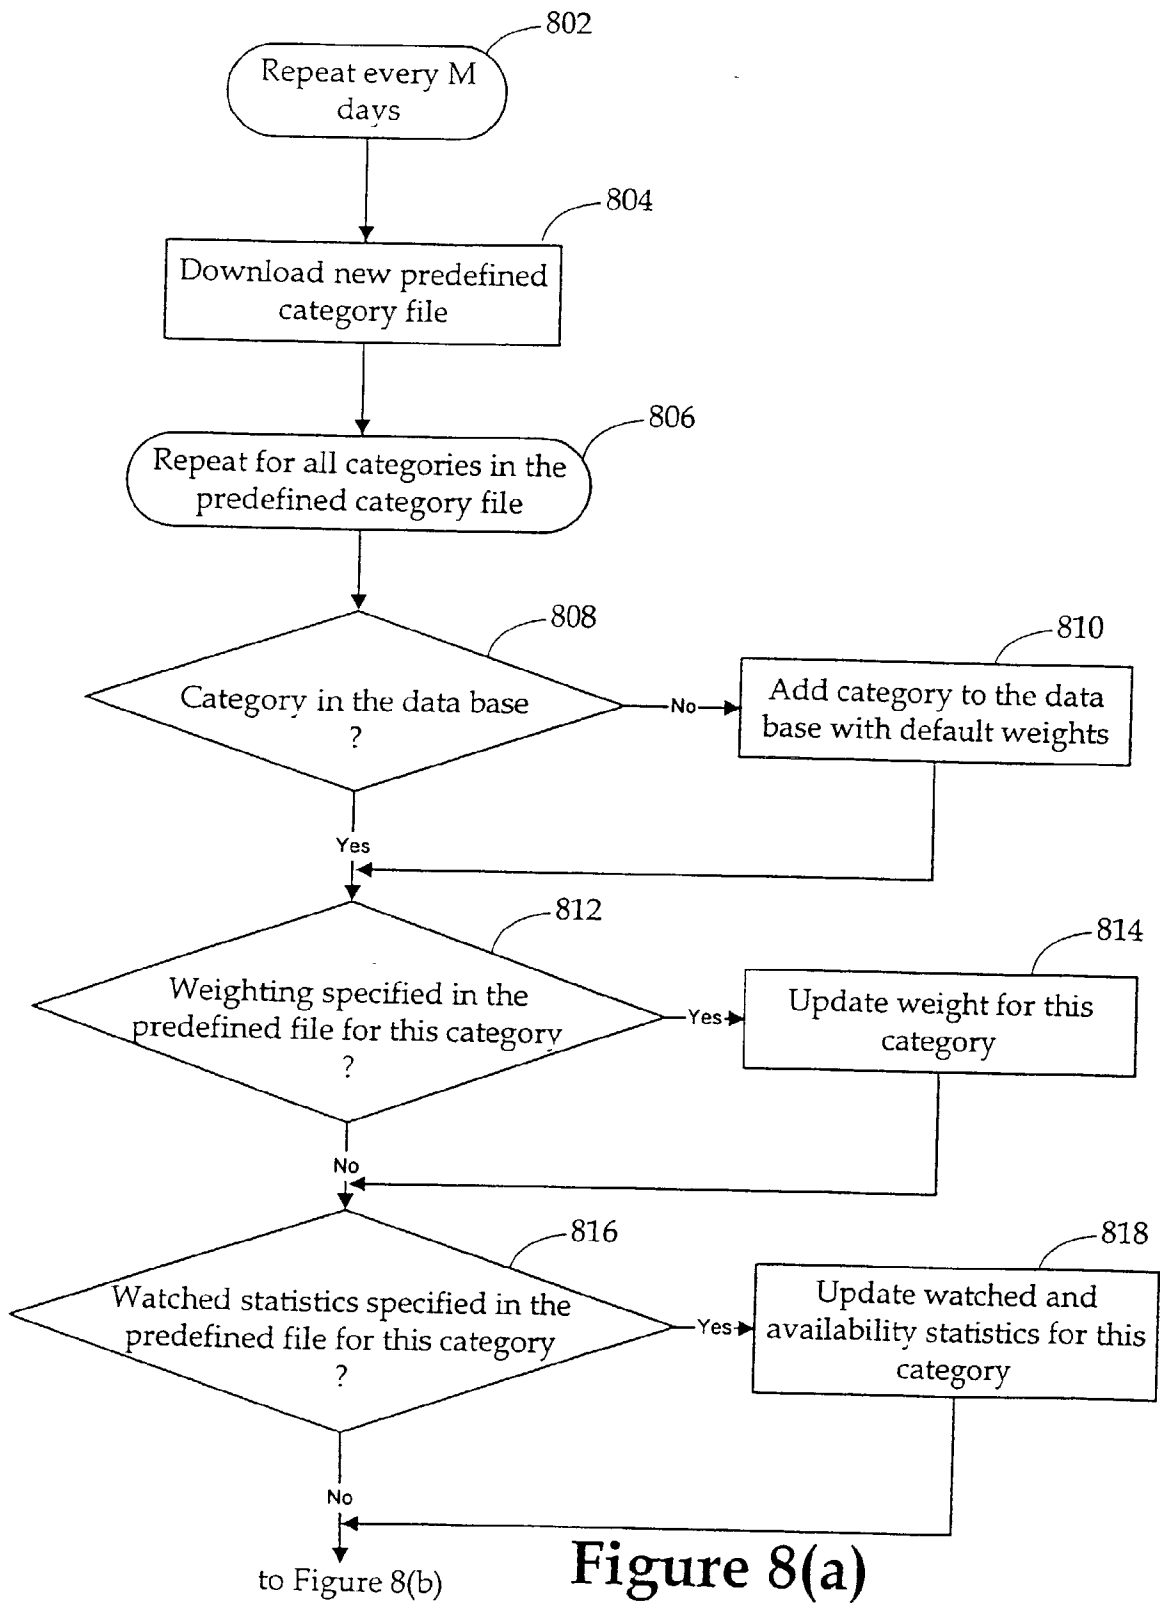 802
Repeat every M
days
804
Download new predefined
category file
806
Repeat for all categories in the
predefined category file
808
Category in the data base
?
No
810
Add category to the data
base with default weights
Yes
812
Weighting specified in the
predefined file for this category
?
Yes
814
Update weight for this
category
No
816
Watched statistics specified in the
predefined file for this category
?
Yes
818
Update watched and
availability statistics for this
category
No
to Figure 8(b)
Figure 8(a)